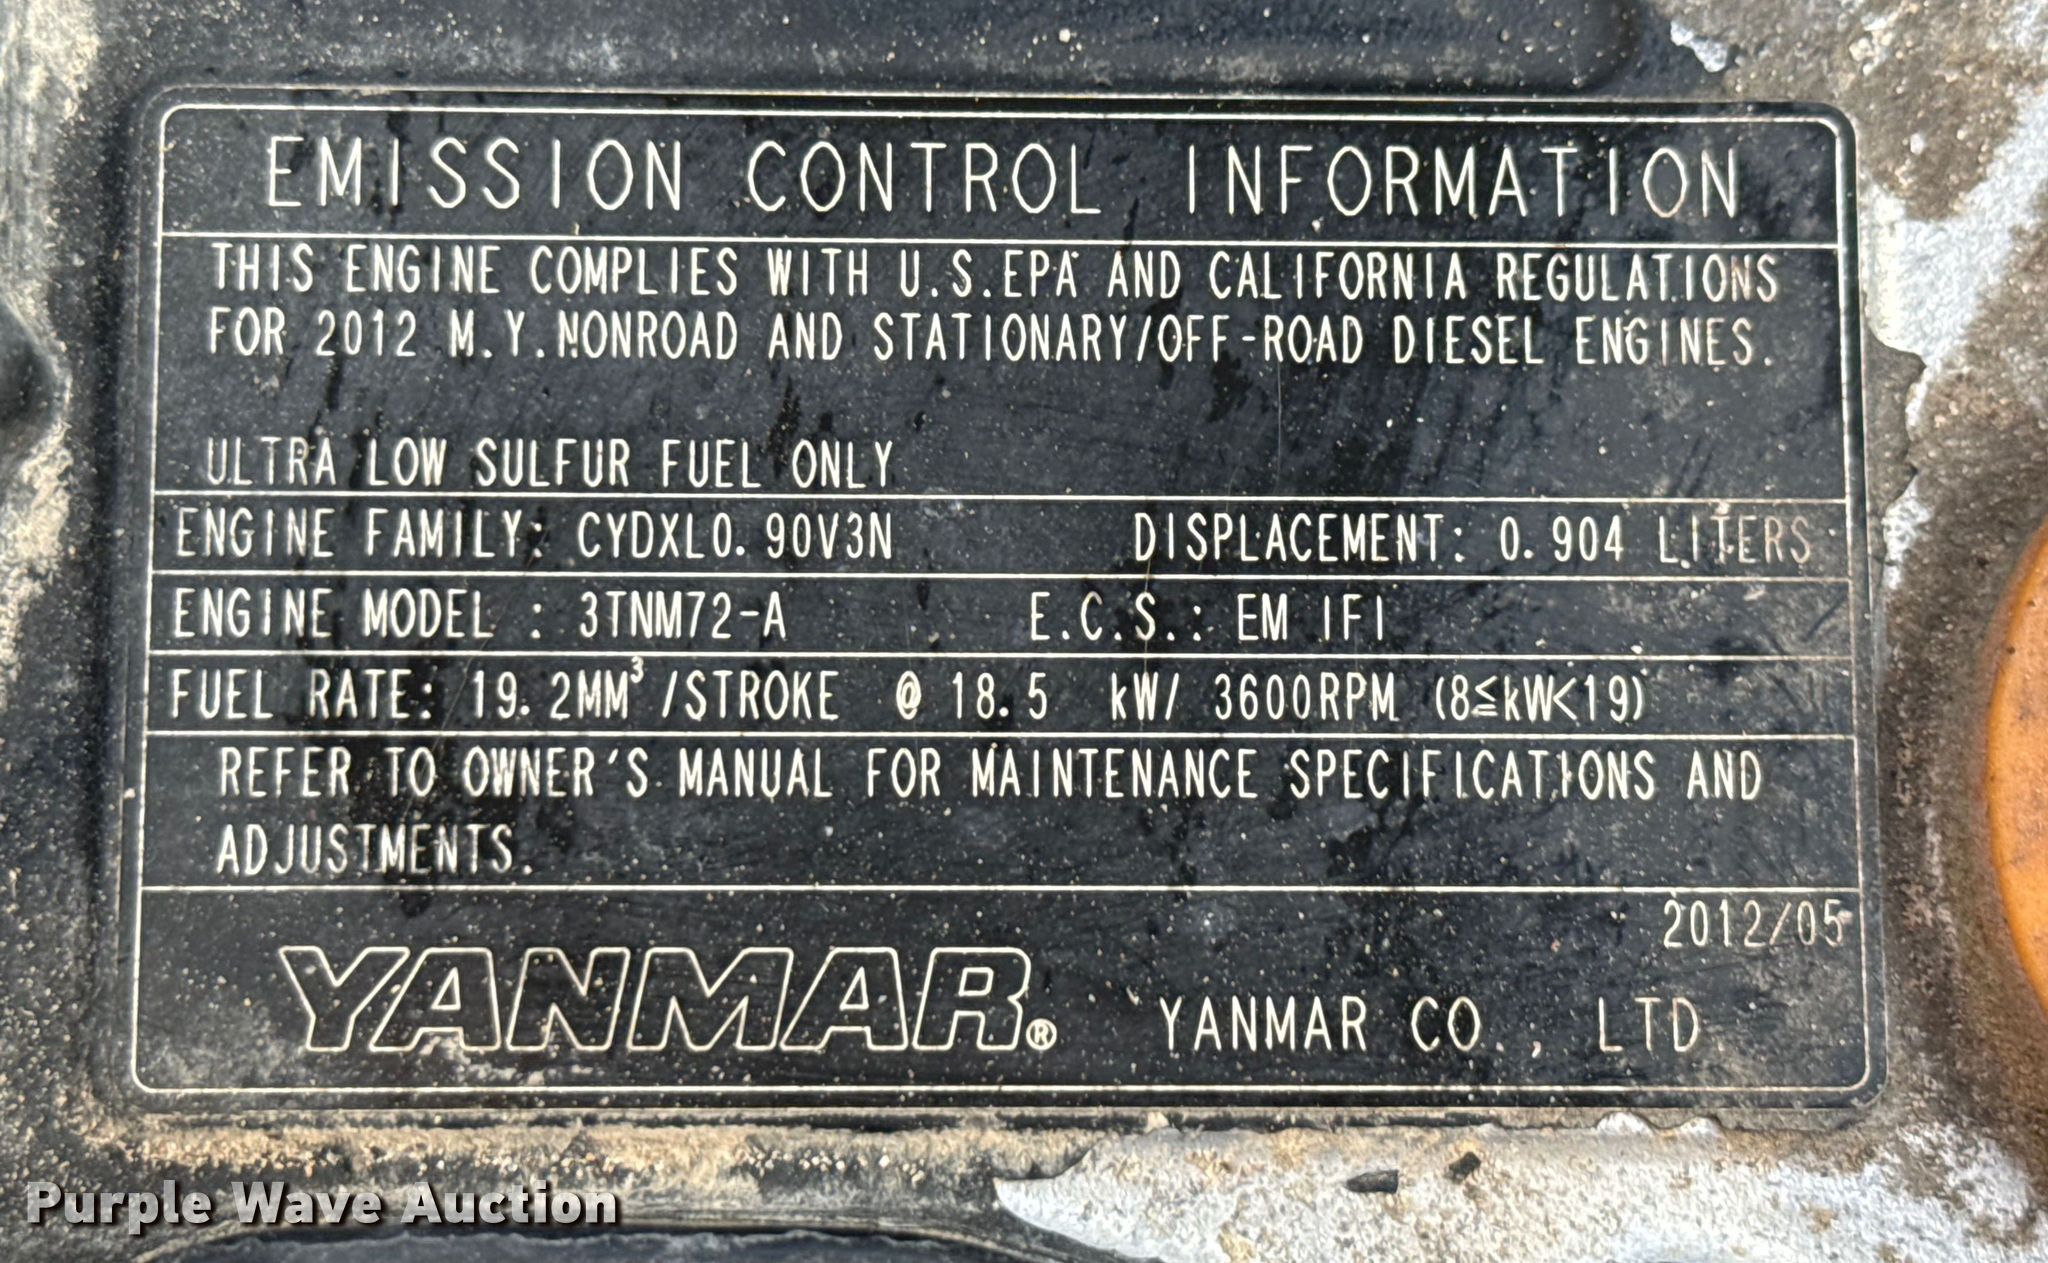 EMISSION CONTROL INFORMATION
THIS ENGINE COMPLIES WITH U.S.EPA AND CALIFORNIA REGULATIONS
FOR 2012 M.Y.NONROAD AND STATIONARY/OFF-ROAD DIESEL ENGINES.
ULTRA LOW SULFUR FUEL ONLY
ENGINE FAMILY: CYDXL0.90V3N DISPLACEMENT: 0.904 LITERS
ENGINE MODEL : 3TNM72-A E.C.S.: EM IFI
FUEL RATE: 19.2MM³/STROKE @ 18.5 kW/ 3600RPM (8≤kW<19)
REFER TO OWNER'S MANUAL FOR MAINTENANCE SPECIFICATIONS AND
ADJUSTMENTS.
2012/05
YANMAR® YANMAR CO., LTD
Purple Wave Auction